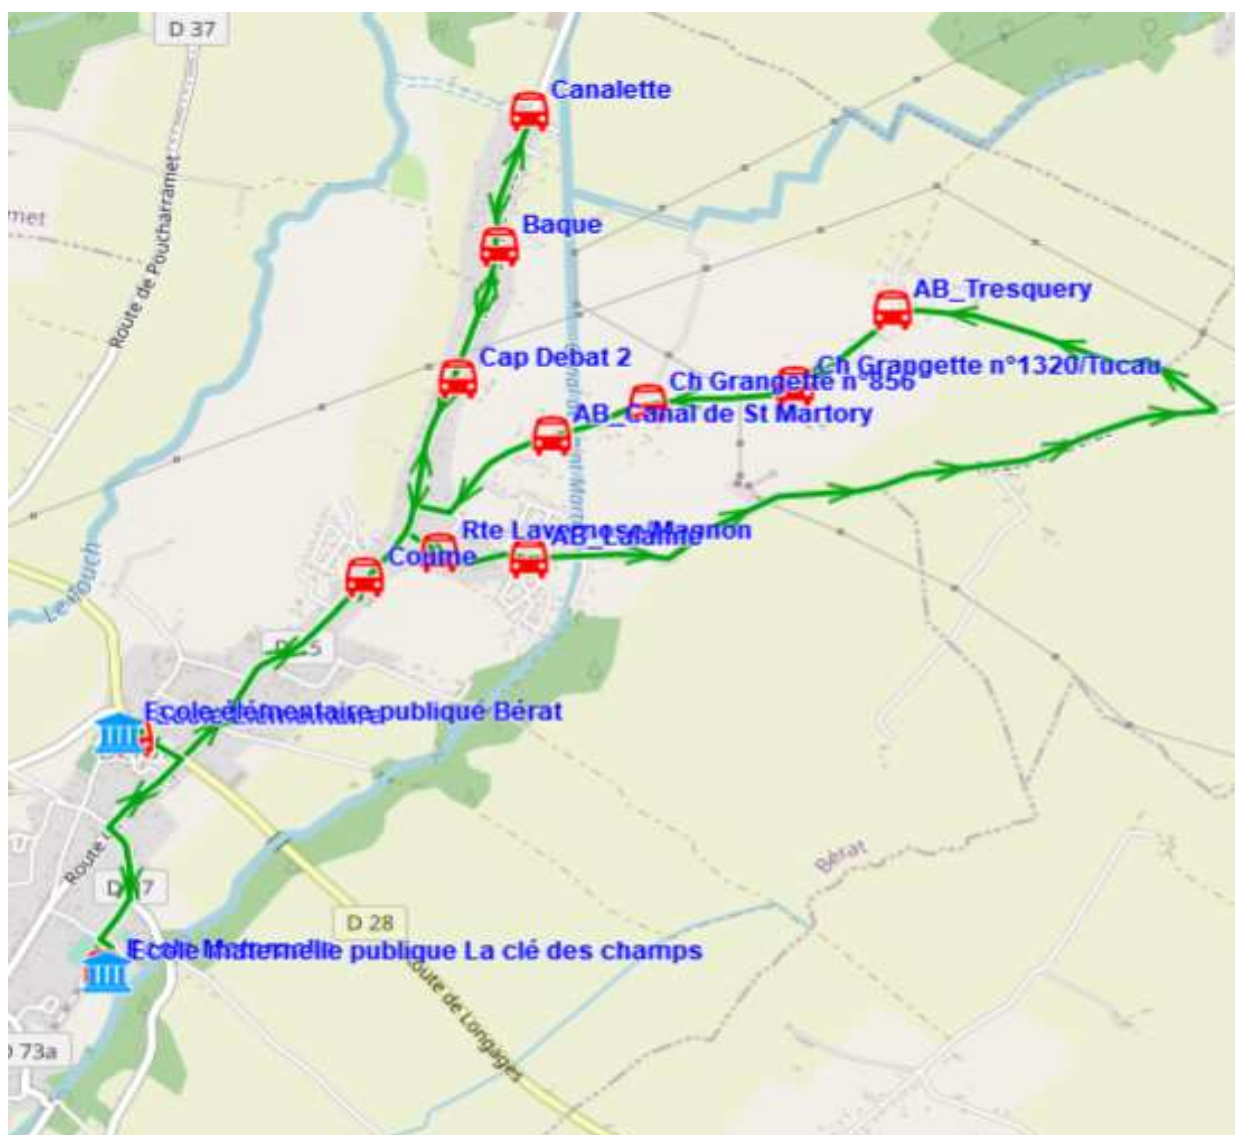 D 37
Canalette
Route de Poucharramet
Baque
AB_Tresquery
Cap Debat 2
Ch Grangette n°1320/Tucau
Ch Grangette n°856
AB_Canal de St Martory
Rte Lavernose/Magnon
AB_Lalanne
Coume
Le Touch
Ecole élémentaire publique Bérat
Bérat
D 28
Ecole maternelle publique La clé des champs
Route de Longages
73a